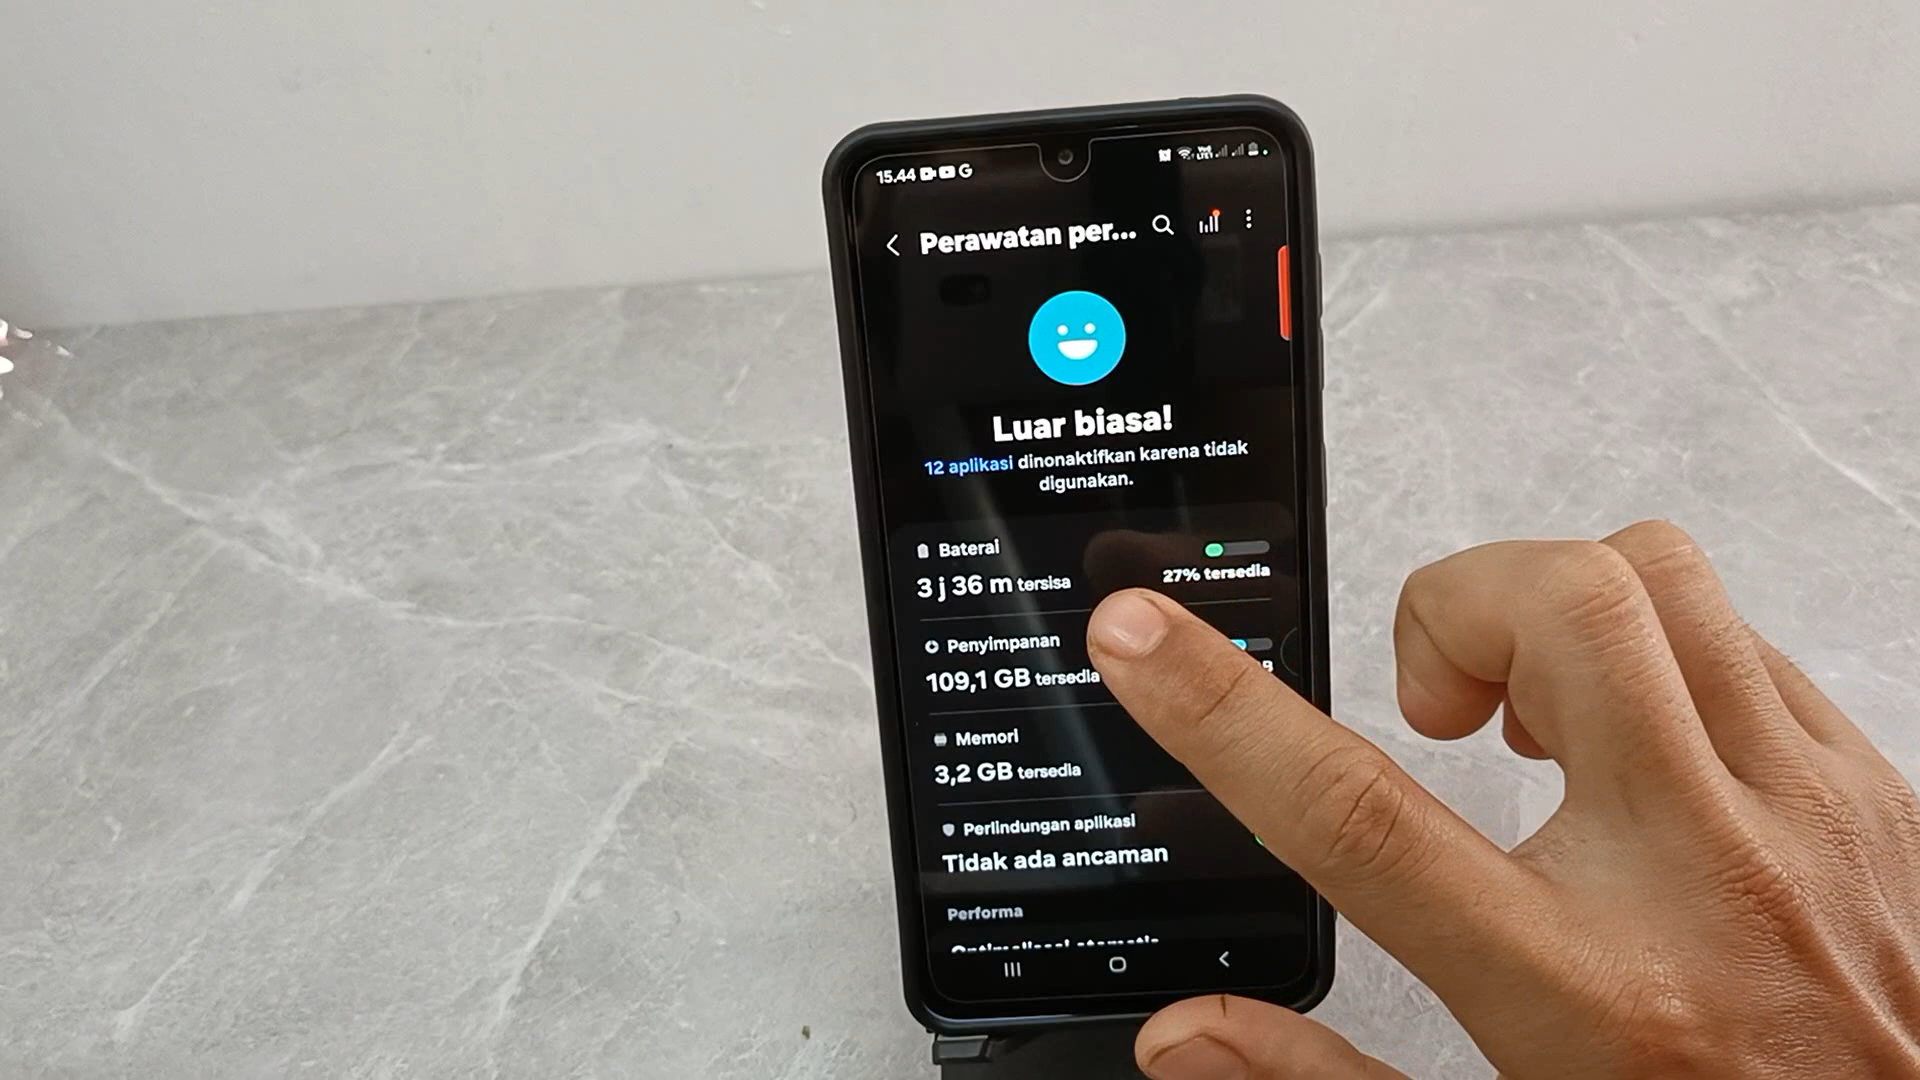 15.44 G
Perawatan per...
Luar biasa!
12 aplikasi dinonaktifkan karena tidak
digunakan.
Baterai
3 j 36 m tersisa
27% tersedia
Penyimpanan
109,1 GB tersedia
Memori
3,2 GB tersedia
Perlindungan aplikasi
Tidak ada ancaman
Performa